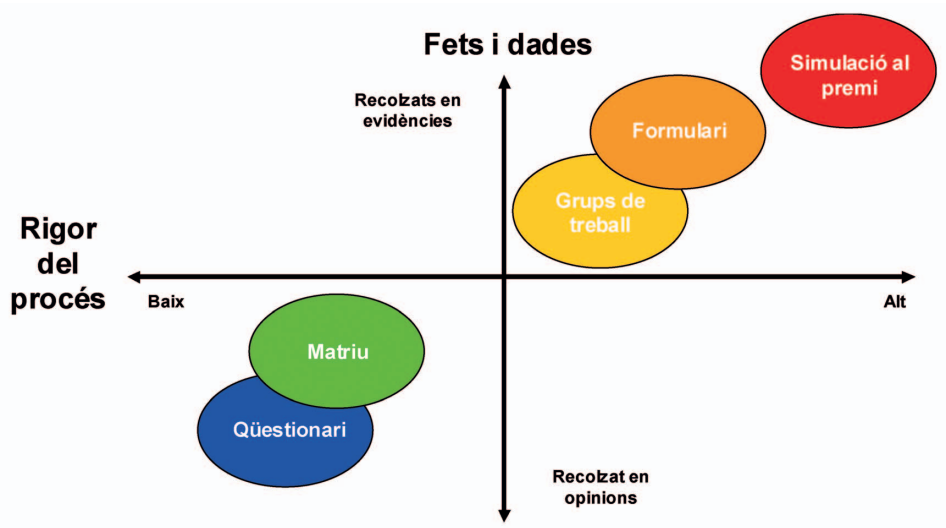 Fets i dades
Simulació al
premi
Recolzats en
evidències
Formulari
Grups de
treball
Rigor
del
procés
Baix
Alt
Matriu
Qüestionari
Recolzat en
opinions